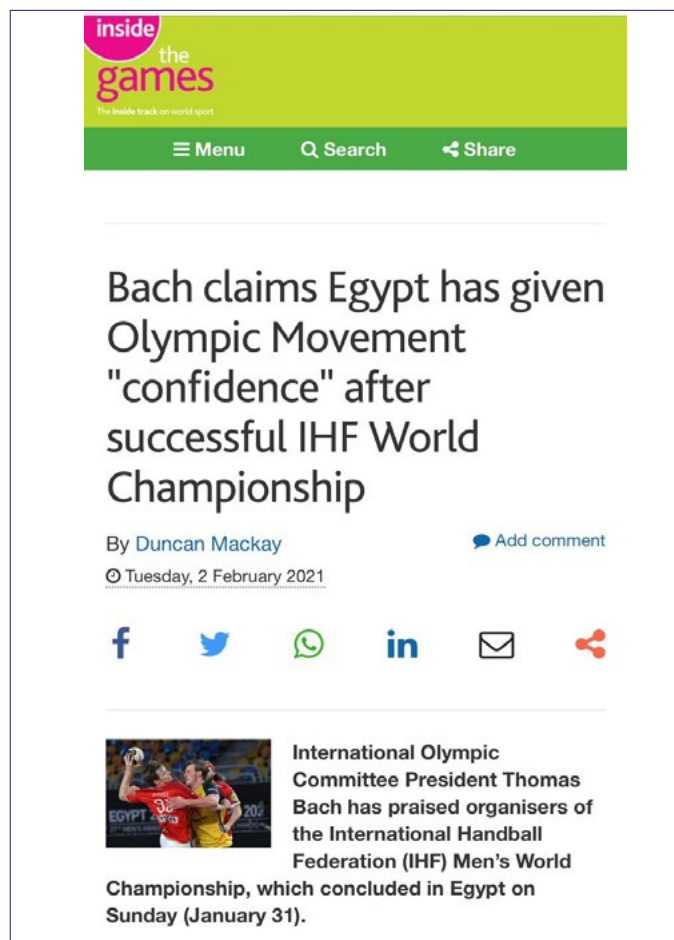 inside
the
games
The inside track on world sport
Menu Search Share
Bach claims Egypt has given
Olympic Movement
"confidence" after
successful IHF World
Championship
By Duncan Mackay Add comment
Tuesday, 2 February 2021
International Olympic
Committee President Thomas
Bach has praised organisers of
the International Handball
Federation (IHF) Men’s World
Championship, which concluded in Egypt on
Sunday (January 31).
EGYPT